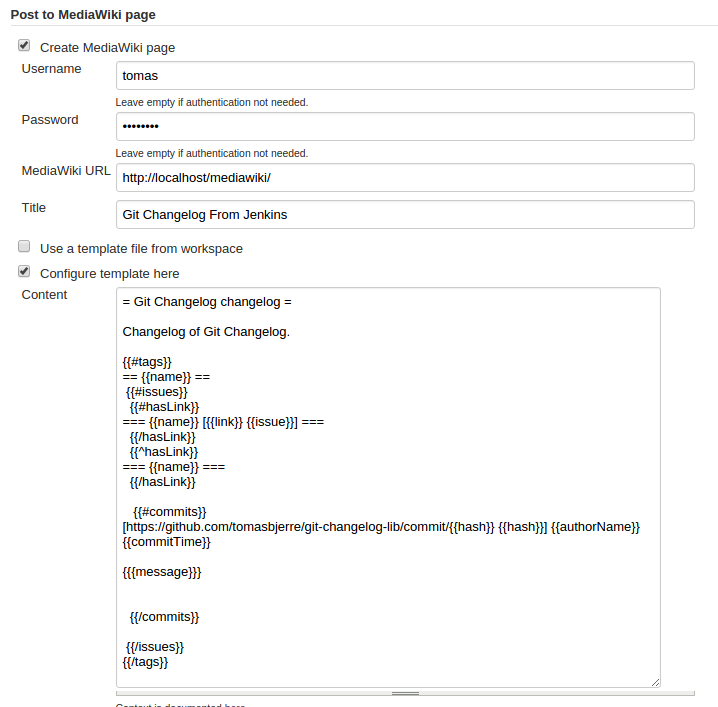 Post to MediaWiki page
Create MediaWiki page
Username
tomas
Leave empty if authentication not needed.
Password
••••••••
Leave empty if authentication not needed.
MediaWiki URL
http://localhost/mediawiki/
Title
Git Changelog From Jenkins
Use a template file from workspace
Configure template here
Content
= Git Changelog changelog =
Changelog of Git Changelog.
{{#tags}}
== {{name}} ==
{{#issues}}
{{#hasLink}}
=== {{name}} [{{link}} {{issue}}] ===
{{/hasLink}}
{{^hasLink}}
=== {{name}} ===
{{/hasLink}}
{{#commits}}
[https://github.com/tomasbjerre/git-changelog-lib/commit/{{hash}} {{hash}}] {{authorName}}
{{commitTime}}
{{{message}}}
{{/commits}}
{{/issues}}
{{/tags}}
Context is documented here